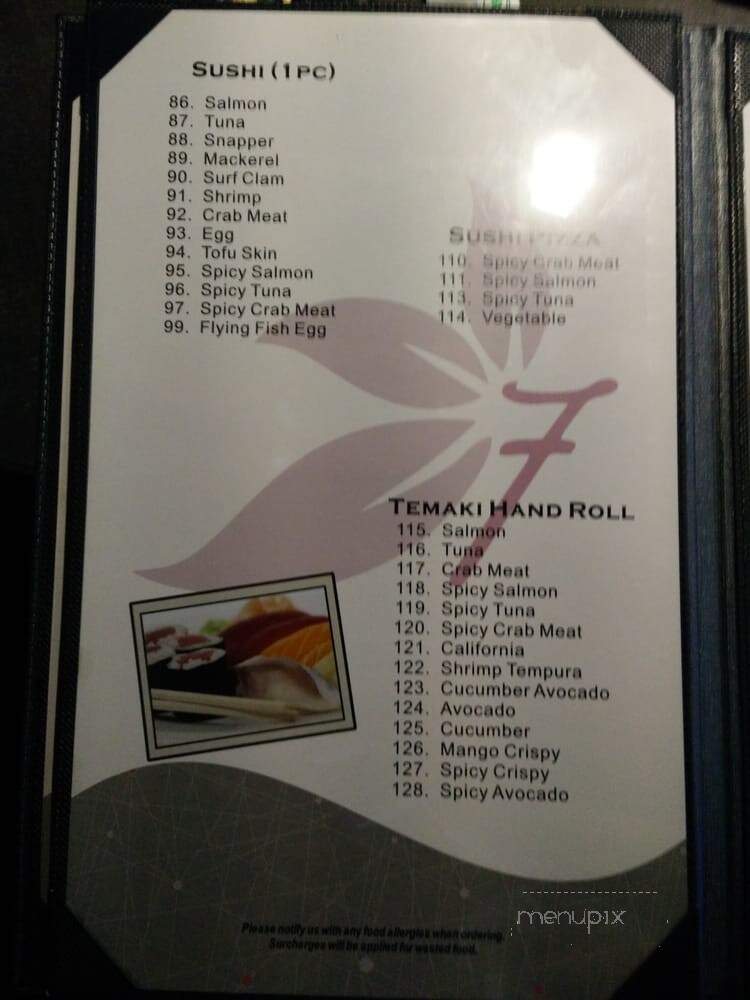 SUSHI (1PC)
86. Salmon
87. Tuna
88. Snapper
89. Mackerel
90. Surf Clam
91. Shrimp
92. Crab Meat
93. Egg
94. Tofu Skin
95. Spicy Salmon
96. Spicy Tuna
97. Spicy Crab Meat
99. Flying Fish Egg
SUSHI PIZZA
110. Spicy Crab Meat
111. Spicy Salmon
113. Spicy Tuna
114. Vegetable
7
TEMAKI HAND ROLL
115. Salmon
116. Tuna
117. Crab Meat
118. Spicy Salmon
119. Spicy Tuna
120. Spicy Crab Meat
121. California
122. Shrimp Tempura
123. Cucumber Avocado
124. Avocado
125. Cucumber
126. Mango Crispy
127. Spicy Crispy
128. Spicy Avocado
Please notify us with any food allergies when ordering.
Surcharges will be applied for wasted food.
menupix